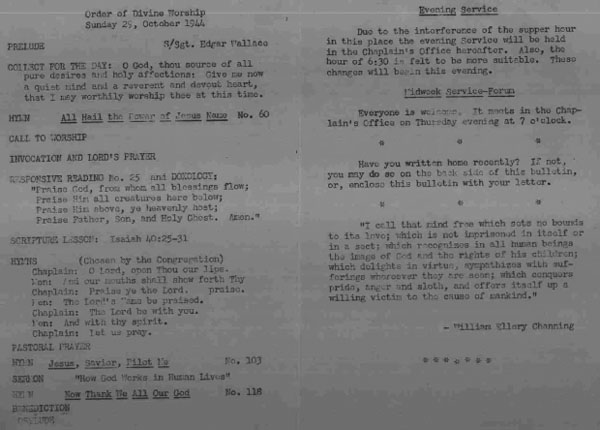 Order of Divine Worship
Sunday 29, October 1944
PRELUDE S/Sgt. Edgar Wallace
COLLECT FOR THE DAY: O God, thou source of all
pure desires and holy affections: Give me now
a quiet mind and a reverent and devout heart,
that I may worthily worship thee at this time.
HYMN All Hail the Power of Jesus Name No. 60
CALL TO WORSHIP
INVOCATION AND LORD'S PRAYER
RESPONSIVE READING No. 25 and DOXOLOGY:
"Praise God, from whom all blessings flow;
Praise Him all creatures here below;
Praise Him above, ye heavenly host;
Praise Father, Son, and Holy Ghost. Amen."
SCRIPTURE LESSON: Isaiah 40:25-31
HYMNS (Chosen by the Congregation)
Chaplain: O Lord, open Thou our lips.
Men: And our mouths shall show forth Thy
Chaplain: Praise ye the Lord. praise.
Men: The Lord's Name be praised.
Chaplain: The Lord be with you.
Men: And with thy spirit.
Chaplain: Let us pray.
PASTORAL PRAYER
HYMN Jesus, Savior, Pilot Me No. 103
SERMON "How God Works in Human Lives"
HYMN Now Thank We All Our God No. 118
BENEDICTION
POSTLUDE
Evening Service
Due to the interference of the supper hour
in this place the evening Service will be held
in the Chaplain's Office hereafter. Also, the
hour of 6:30 is felt to be more suitable. These
changes will begin this evening.
Midweek Service-Forum
Everyone is welcome. It meets in the Chap-
lain's Office on Thursday evening at 7 o'clock.
* * *
Have you written home recently? If not,
you may do so on the back side of this bulletin,
or, enclose this bulletin with your letter.
* * *
"I call that mind free which sets no bounds
to its love; which is not imprisoned in itself or
in a sect; which recognizes in all human beings
the image of God and the rights of his children;
which delights in virtue, sympathizes with suf-
ferings wherever they are seen; which conquers
pride, anger and sloth, and offers itself up a
willing victim to the cause of mankind."
- William Ellery Channing
* * * * * * *